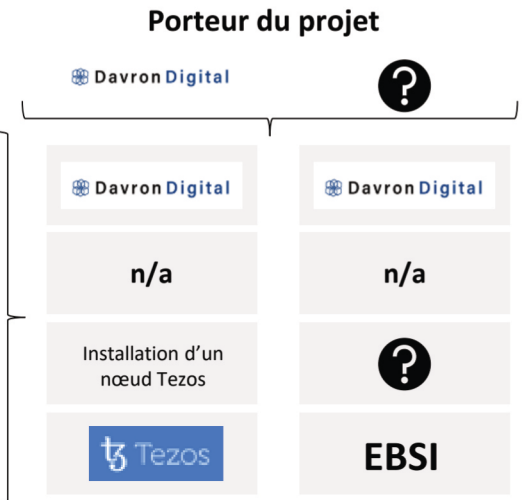 Porteur du projet
Davron Digital
?
Davron Digital
Davron Digital
n/a
n/a
Installation d’un
nœud Tezos
?
Tezos
EBSI